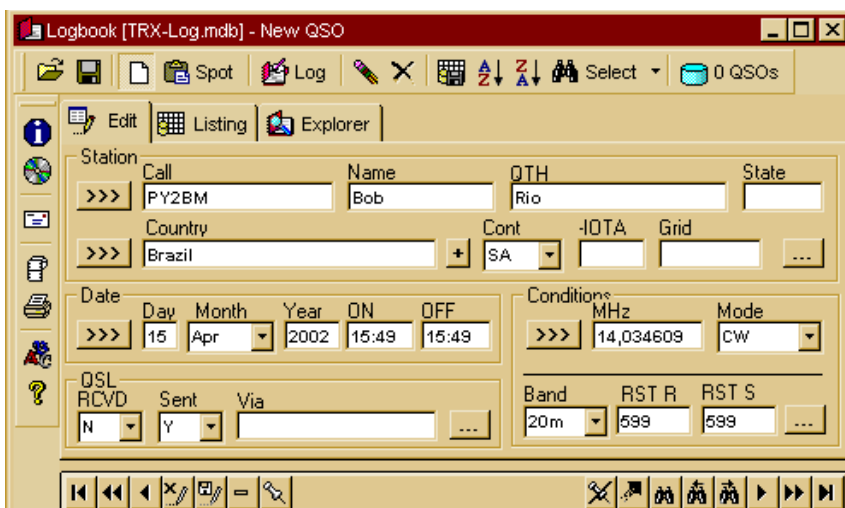 Logbook [TRX-Log.mdb] - New QSO
Spot Log Select 0 QSOs
Edit Listing Explorer
Station
Call Name QTH State
>>> PY2BM Bob Rio
Country Cont -IOTA Grid
>>> Brazil + SA ...
Date Conditions
Day Month Year ON OFF MHz Mode
>>> 15 Apr 2002 15:49 15:49 >>> 14,034609 CW
QSL
RCVD Sent Via Band RST R RST S
N Y ... 20m 599 599 ...